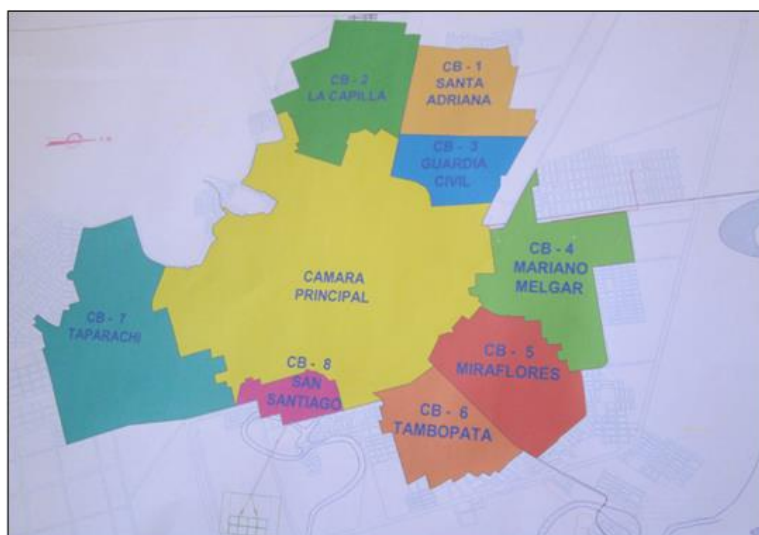 CB - 2
LA CAPILLA
CB - 1
SANTA
ADRIANA
CB - 3
GUARDIA
CIVIL
CB - 4
MARIANO
MELGAR
CAMARA
PRINCIPAL
CB - 7
TAPARACHI
CB - 8
SAN
SANTIAGO
CB - 5
MIRAFLORES
CB - 6
TAMBOPATA